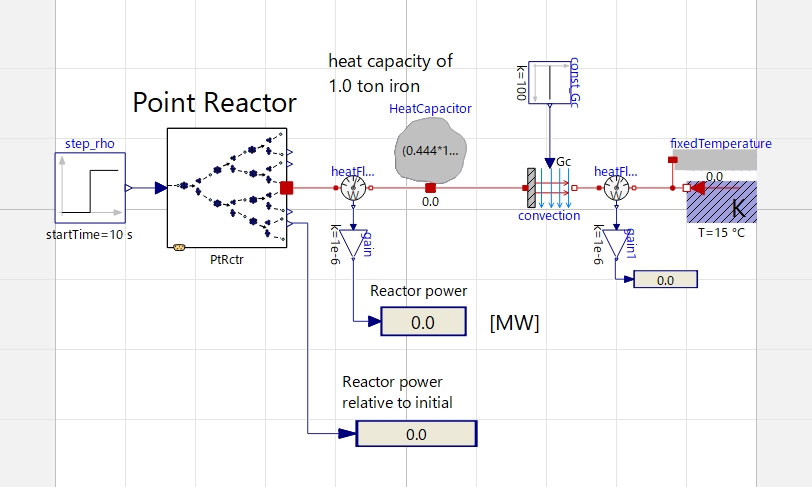 heat capacity of
1.0 ton iron
Point Reactor
HeatCapacitor
k=100
const_Gc
step_rho
(0.444*1...
fixedTemperature
heatFl...
Gc
heatFl...
0.0
W
W
K
0.0
convection
startTime=10 s
k=1e-6
gain
k=1e-6
gain1
T=15 °C
PtRctr
0.0
Reactor power
0.0
[MW]
Reactor power
relative to initial
0.0